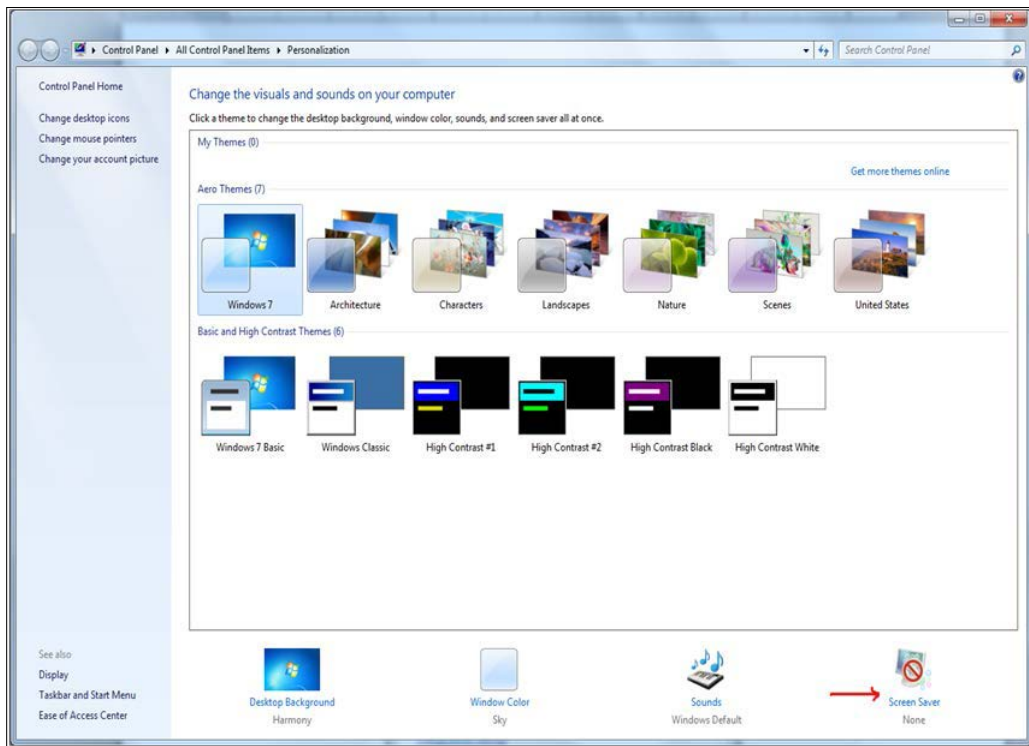 Control Panel ▸ All Control Panel Items ▸ Personalization
Search Control Panel
Control Panel Home
Change desktop icons
Change mouse pointers
Change your account picture
Change the visuals and sounds on your computer
Click a theme to change the desktop background, window color, sounds, and screen saver all at once.
My Themes (0)
Get more themes online
Aero Themes (7)
Windows 7 Architecture Characters Landscapes Nature Scenes United States
Basic and High Contrast Themes (6)
Windows 7 Basic Windows Classic High Contrast #1 High Contrast #2 High Contrast Black High Contrast White
See also
Display
Taskbar and Start Menu
Ease of Access Center
Desktop Background Window Color Sounds Screen Saver
Harmony Sky Windows Default None